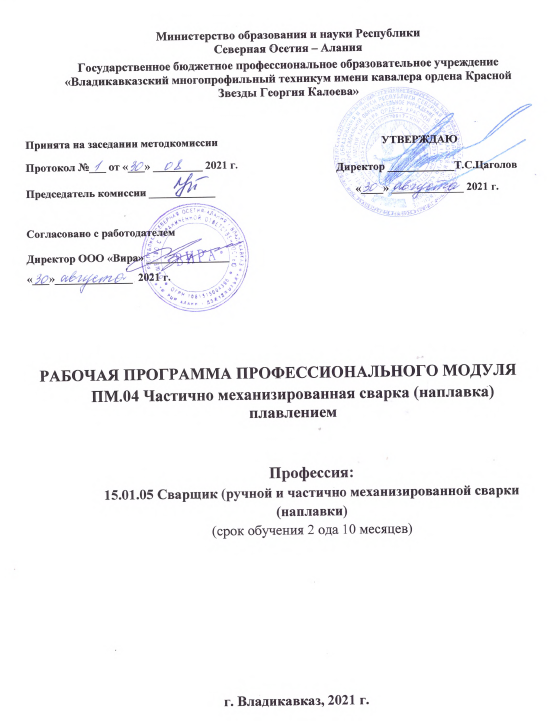 Министерство образования и науки Республики
Северная Осетия – Алания
Государственное бюджетное профессиональное образовательное учреждение
«Владикавказский многопрофильный техникум имени кавалера ордена Красной
Звезды Георгия Калоева»
Принята на заседании методкомиссии
Протокол № 1 от «30» 08 2021 г.
Председатель комиссии
УТВЕРЖДАЮ
Директор Т.С.Цаголов
«30» августа 2021 г.
Согласовано с работодателем
Директор ООО «Вира»
«30» августа 2021 г.
ВИРА
РАБОЧАЯ ПРОГРАММА ПРОФЕССИОНАЛЬНОГО МОДУЛЯ
ПМ.04 Частично механизированная сварка (наплавка)
плавлением
Профессия:
15.01.05 Сварщик (ручной и частично механизированной сварки
(наплавки)
(срок обучения 2 ода 10 месяцев)
г. Владикавказ, 2021 г.